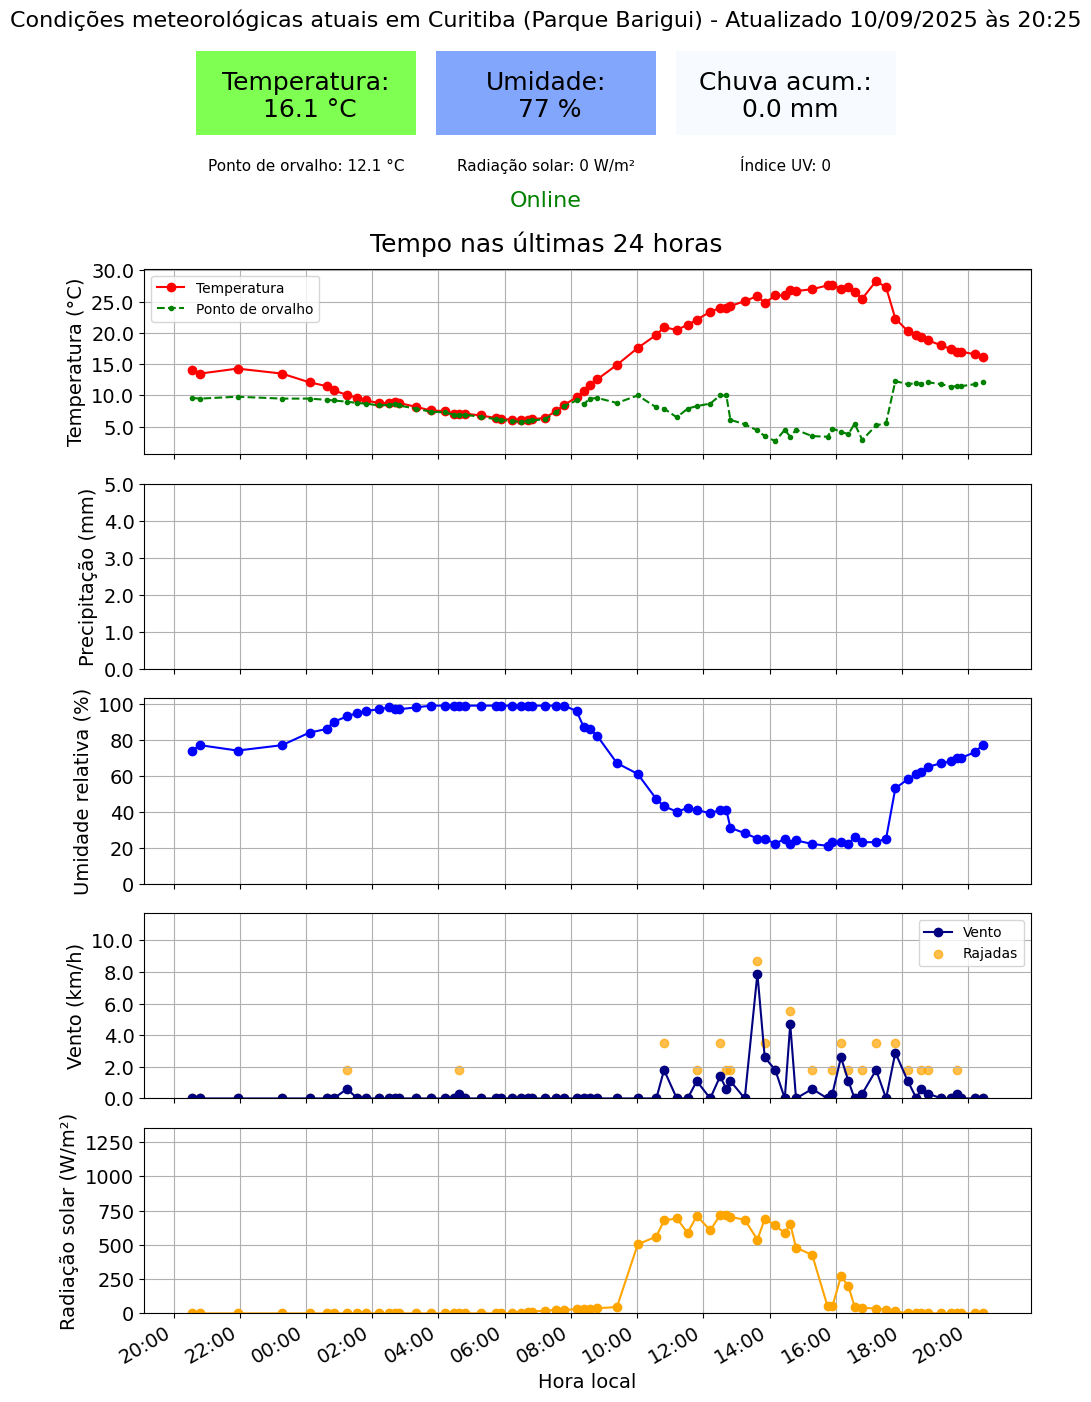 Condições meteorológicas atuais em Curitiba (Parque Barigui) - Atualizado 10/09/2025 às 20:25
Temperatura:
16.1 °C
Umidade:
77 %
Chuva acum.:
0.0 mm
Ponto de orvalho: 12.1 °C
Radiação solar: 0 W/m²
Índice UV: 0
Online
Tempo nas últimas 24 horas
Temperatura (°C)
30.0
25.0
20.0
15.0
10.0
5.0
Temperatura
Ponto de orvalho
Precipitação (mm)
5.0
4.0
3.0
2.0
1.0
0.0
Umidade relativa (%)
100
80
60
40
20
0
Vento (km/h)
10.0
8.0
6.0
4.0
2.0
0.0
Vento
Rajadas
Radiação solar (W/m²)
1250
1000
750
500
250
0
20:00
22:00
00:00
02:00
04:00
06:00
08:00
10:00
12:00
14:00
16:00
18:00
20:00
Hora local